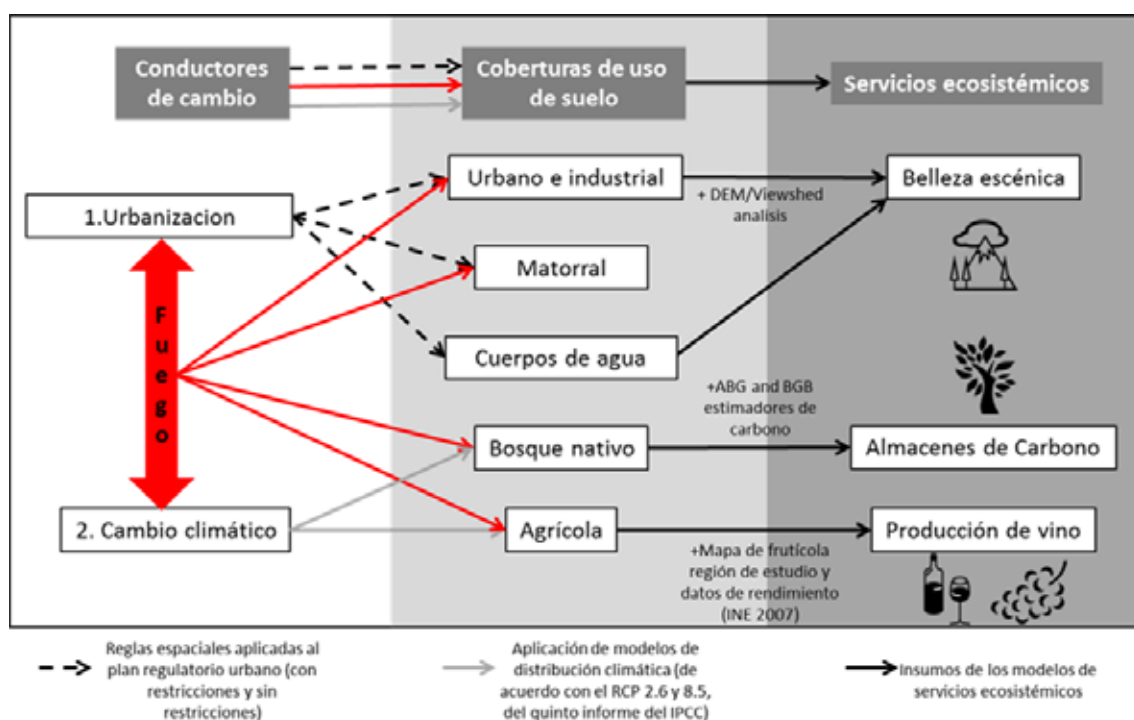 Conductores
de cambio
Coberturas de uso
de suelo
Servicios ecosistémicos
1.Urbanizacion
Fuego
2. Cambio climático
Urbano e industrial
Matorral
Cuerpos de agua
Bosque nativo
Agrícola
+ DEM/Viewshed
analisis
+ABG and BGB
estimadores de
carbono
+Mapa de frutícola
región de estudio y
datos de rendimiento
(INE 2007)
Belleza escénica
Almacenes de Carbono
Producción de vino
Reglas espaciales aplicadas al
plan regulatorio urbano (con
restricciones y sin
restricciones)
Aplicación de modelos de
distribución climática (de
acuerdo con el RCP 2.6 y 8.5,
del quinto informe del IPCC)
Insumos de los modelos de
servicios ecosistémicos